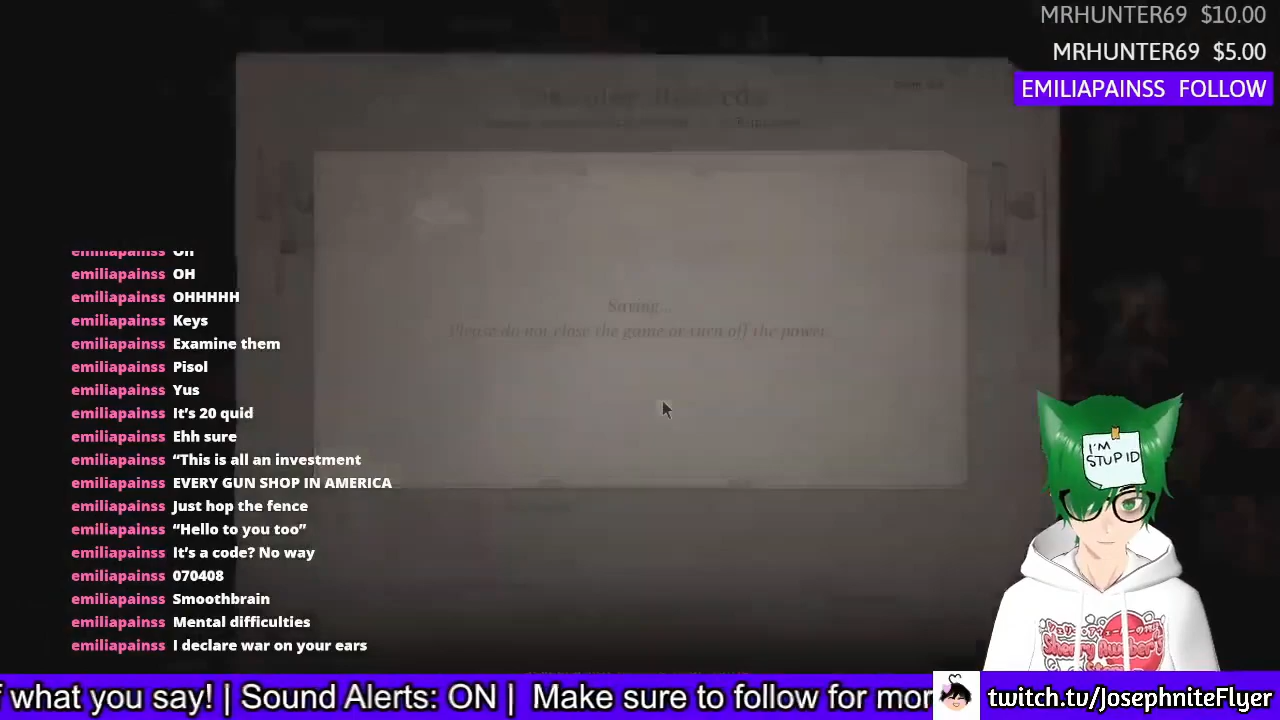 MRHUNTER69 $10.00
MRHUNTER69 $5.00
EMILIAPAINSS FOLLOW
Saving...
Please do not close the game or turn off the power.
emiliapainss OH
emiliapainss OHHHHH
emiliapainss Keys
emiliapainss Examine them
emiliapainss Pisol
emiliapainss Yus
emiliapainss It’s 20 quid
emiliapainss Ehh sure
emiliapainss “This is all an investment
emiliapainss EVERY GUN SHOP IN AMERICA
emiliapainss Just hop the fence
emiliapainss “Hello to you too”
emiliapainss It’s a code? No way
emiliapainss 070408
emiliapainss Smoothbrain
emiliapainss Mental difficulties
emiliapainss I declare war on your ears
I'M
STUPID
f what you say! | Sound Alerts: ON | Make sure to follow for mor
twitch.tv/JosephniteFlyer